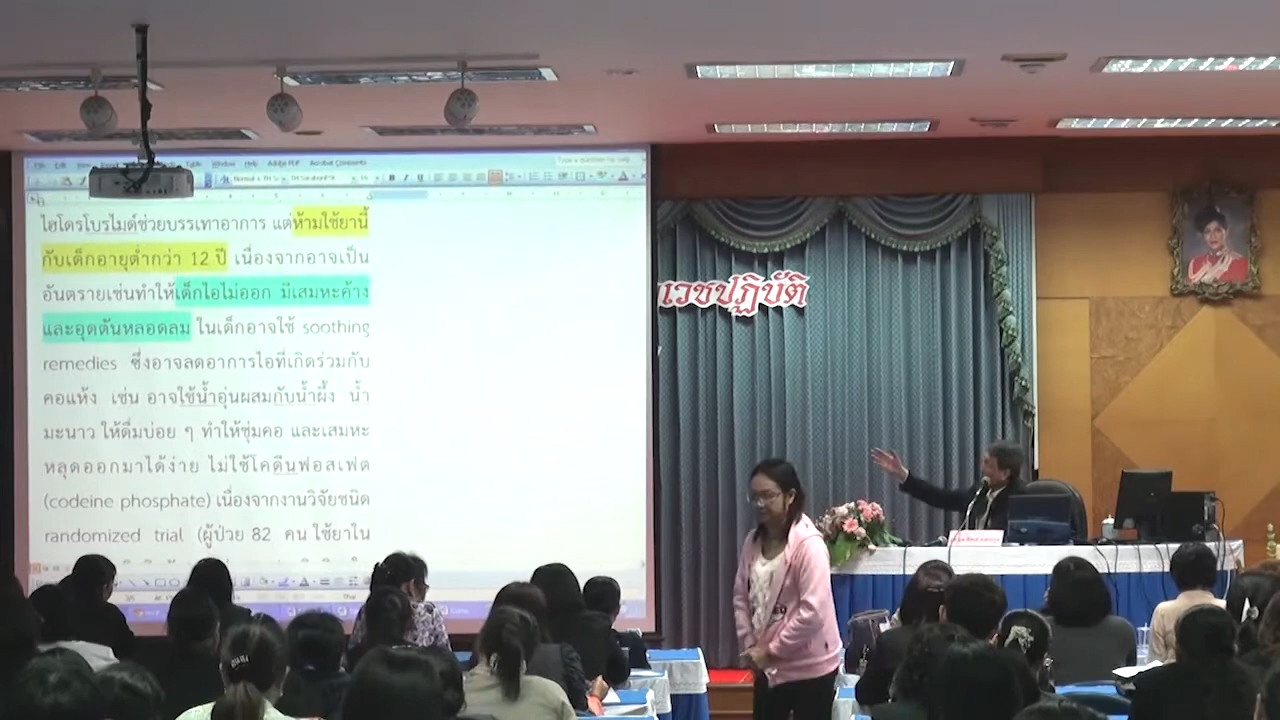 Window Help Adobe PDF Acrobat Comments
ไฮโดรโบรไมด์ช่วยบรรเทาอาการ แต่ห้ามใช้ยานี้
กับเด็กอายุต่ำกว่า 12 ปี เนื่องจากอาจเป็น
อันตรายเช่นทำให้เด็กไอไม่ออก มีเสมหะค้าง
และอุดตันหลอดลม ในเด็กอาจใช้ soothing
remedies ซึ่งอาจลดอาการไอที่เกิดร่วมกับ
คอแห้ง เช่น อาจใช้น้ำอุ่นผสมกับน้ำผึ้ง น้ำ
มะนาว ให้ดื่มบ่อย ๆ ทำให้ชุ่มคอ และเสมหะ
หลุดออกมาได้ง่าย ไม่ใช้โคดีนฟอสเฟต
(codeine phosphate) เนื่องจากงานวิจัยชนิด
randomized trial (ผู้ป่วย 82 คน ใช้ยาใน
เวชปฏิบัติ